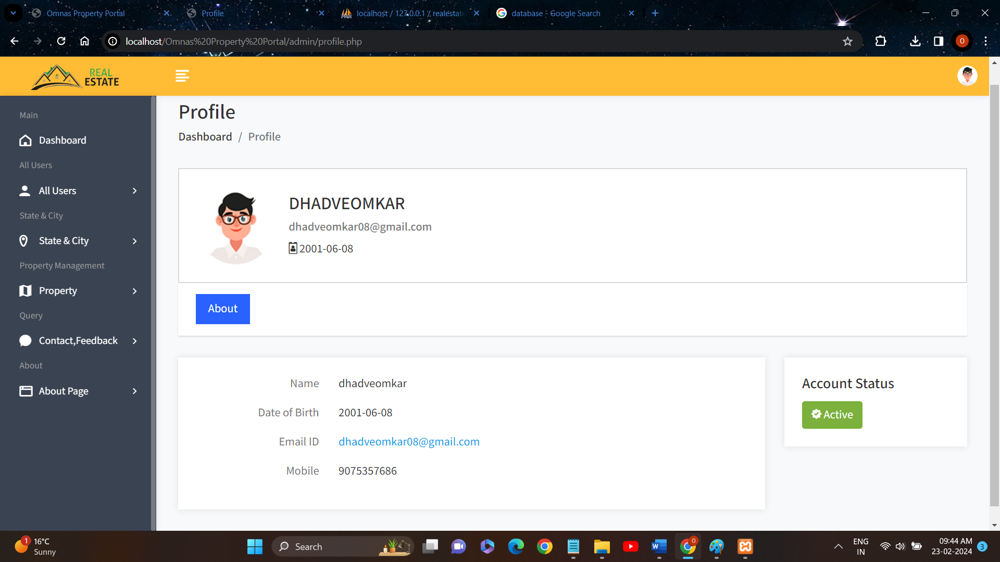 Omnas Property Portal
Profile
localhost / 127.0.0.1 / realestate
database - Google Search
localhost/Omnas%20Property%20Portal/admin/profile.php
O
REAL
ESTATE
Main
Dashboard
All Users
All Users
State & City
State & City
Property Management
Property
Query
Contact,Feedback
About
About Page
Profile
Dashboard / Profile
DHADVEOMKAR
dhadveomkar08@gmail.com
2001-06-08
About
Name dhadveomkar
Date of Birth 2001-06-08
Email ID dhadveomkar08@gmail.com
Mobile 9075357686
Account Status
Active
1
16°C
Sunny
Search
W
0
ENG
IN
09:44 AM
23-02-2024
3